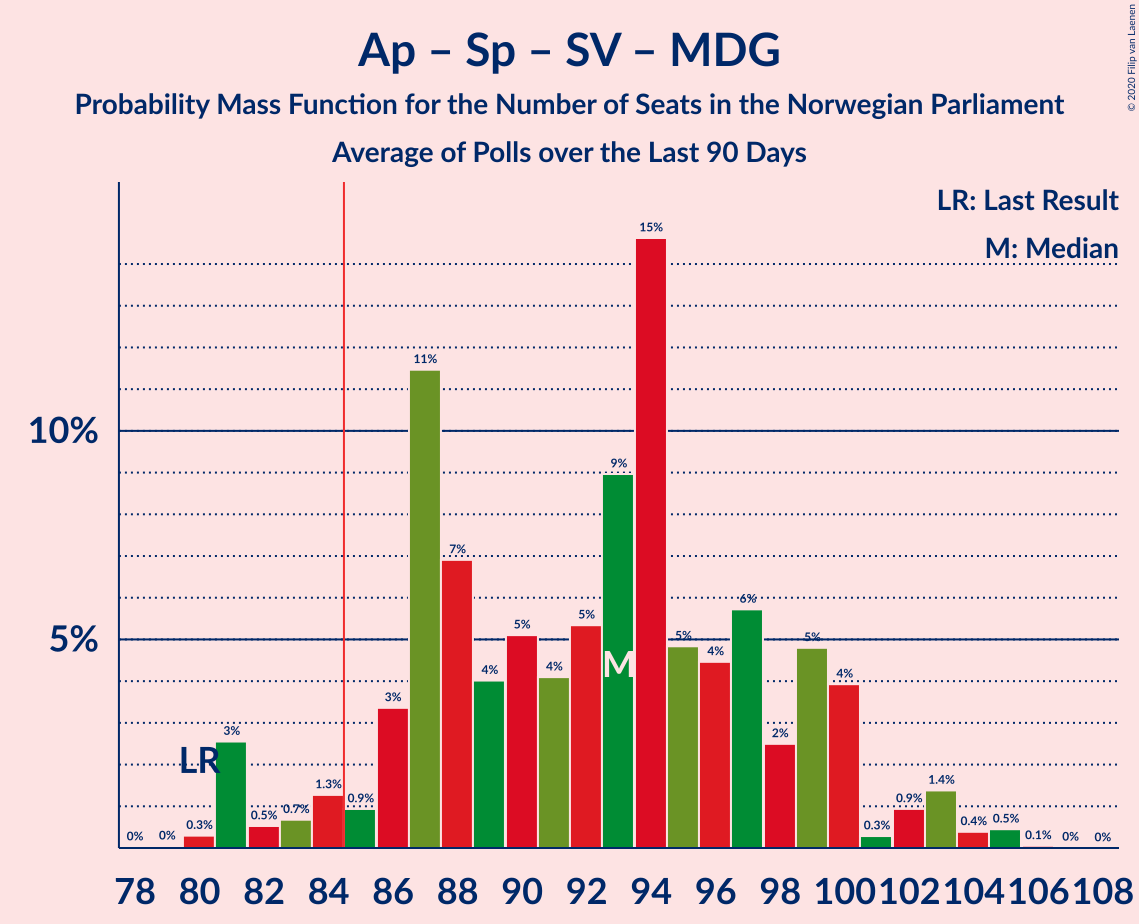 Ap – Sp – SV – MDG
Probability Mass Function for the Number of Seats in the Norwegian Parliament
Average of Polls over the Last 90 Days
© 2020 Filip van Laenen
LR: Last Result
M: Median
10%
5%
0% 0% 0.3% 3% 0.5% 0.7% 1.3% 0.9% 3% 11% 7% 4% 5% 4% 5% 9% 15% 5% 4% 6% 2% 5% 4% 0.3% 0.9% 1.4% 0.4% 0.5% 0.1% 0% 0%
LR
M
78 80 82 84 86 88 90 92 94 96 98 100 102 104 106 108